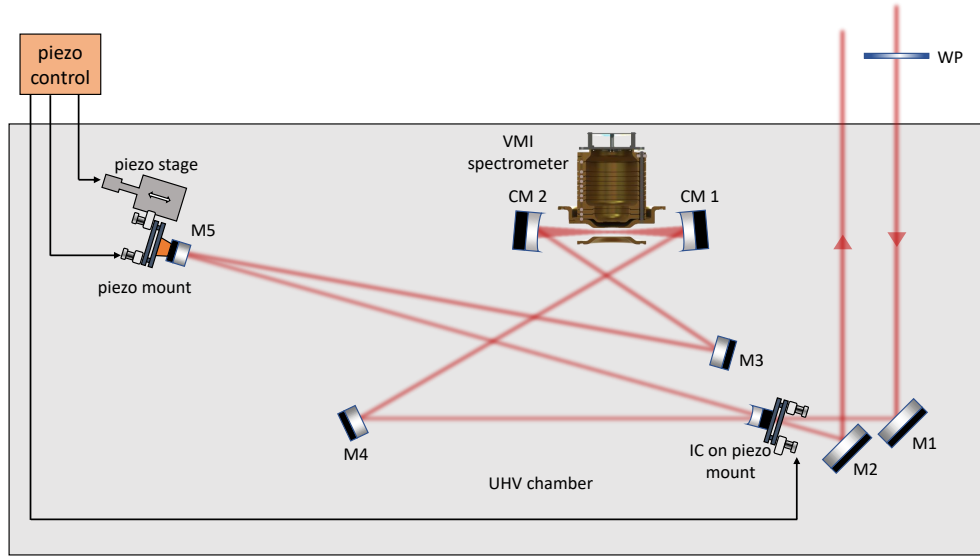 piezo
control
WP
VMI
spectrometer
piezo stage
CM 2
CM 1
M5
piezo mount
M3
M4
IC on piezo
mount
M2
M1
UHV chamber